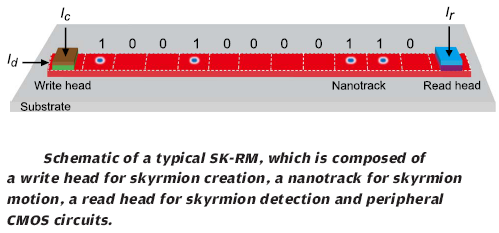 Ic
Ir
1 0 0 1 0 0 0 0 1 1 0
Id
Write head
Nanotrack
Read head
Substrate
Schematic of a typical SK-RM, which is composed of
a write head for skyrmion creation, a nanotrack for skyrmion
motion, a read head for skyrmion detection and peripheral
CMOS circuits.